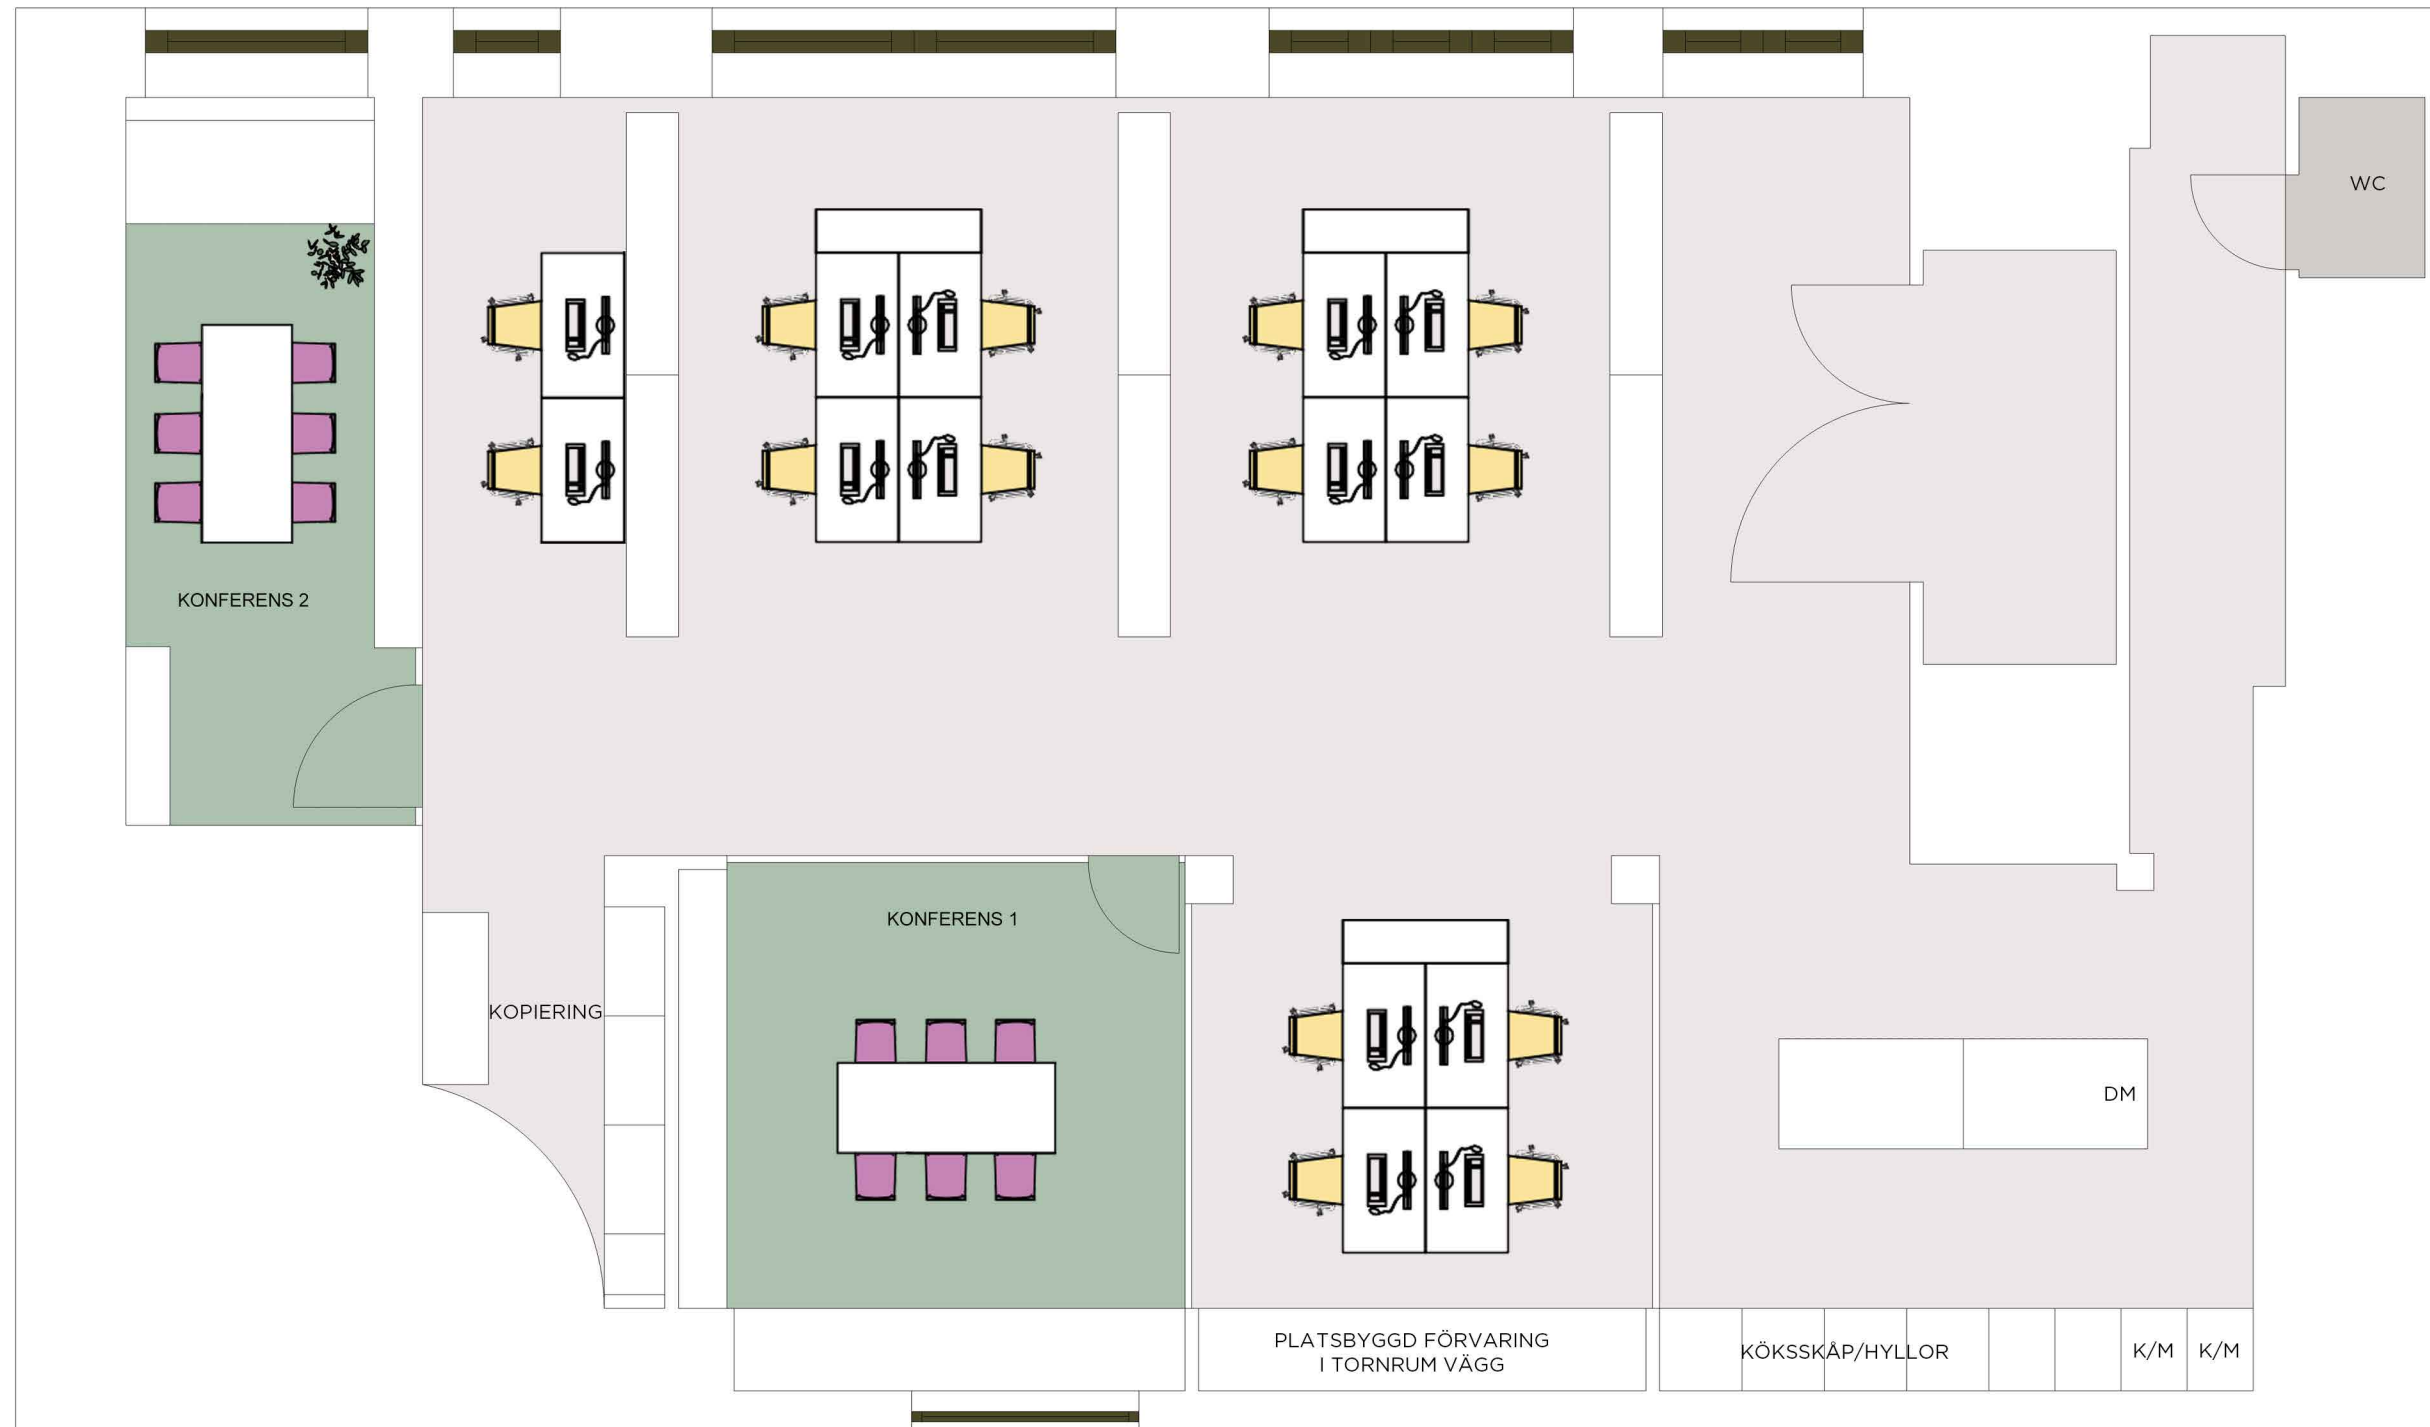 WC
KONFERENS 2
KONFERENS 1
KOPIERING
DM
PLATSBYGGD FÖRVARING
I TORNRUM VÄGG
KÖKSSKÅP/HYLLOR
K/M
K/M